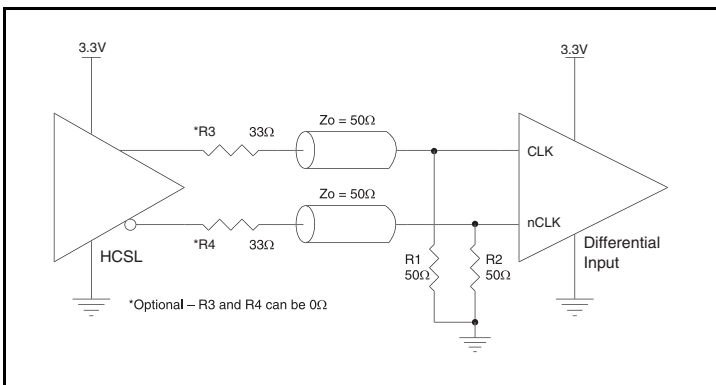 3.3V
3.3V
*R3 33Ω
Zo = 50Ω
CLK
Zo = 50Ω
nCLK
*R4 33Ω
HCSL
R1
50Ω
R2
50Ω
Differential
Input
*Optional – R3 and R4 can be 0Ω